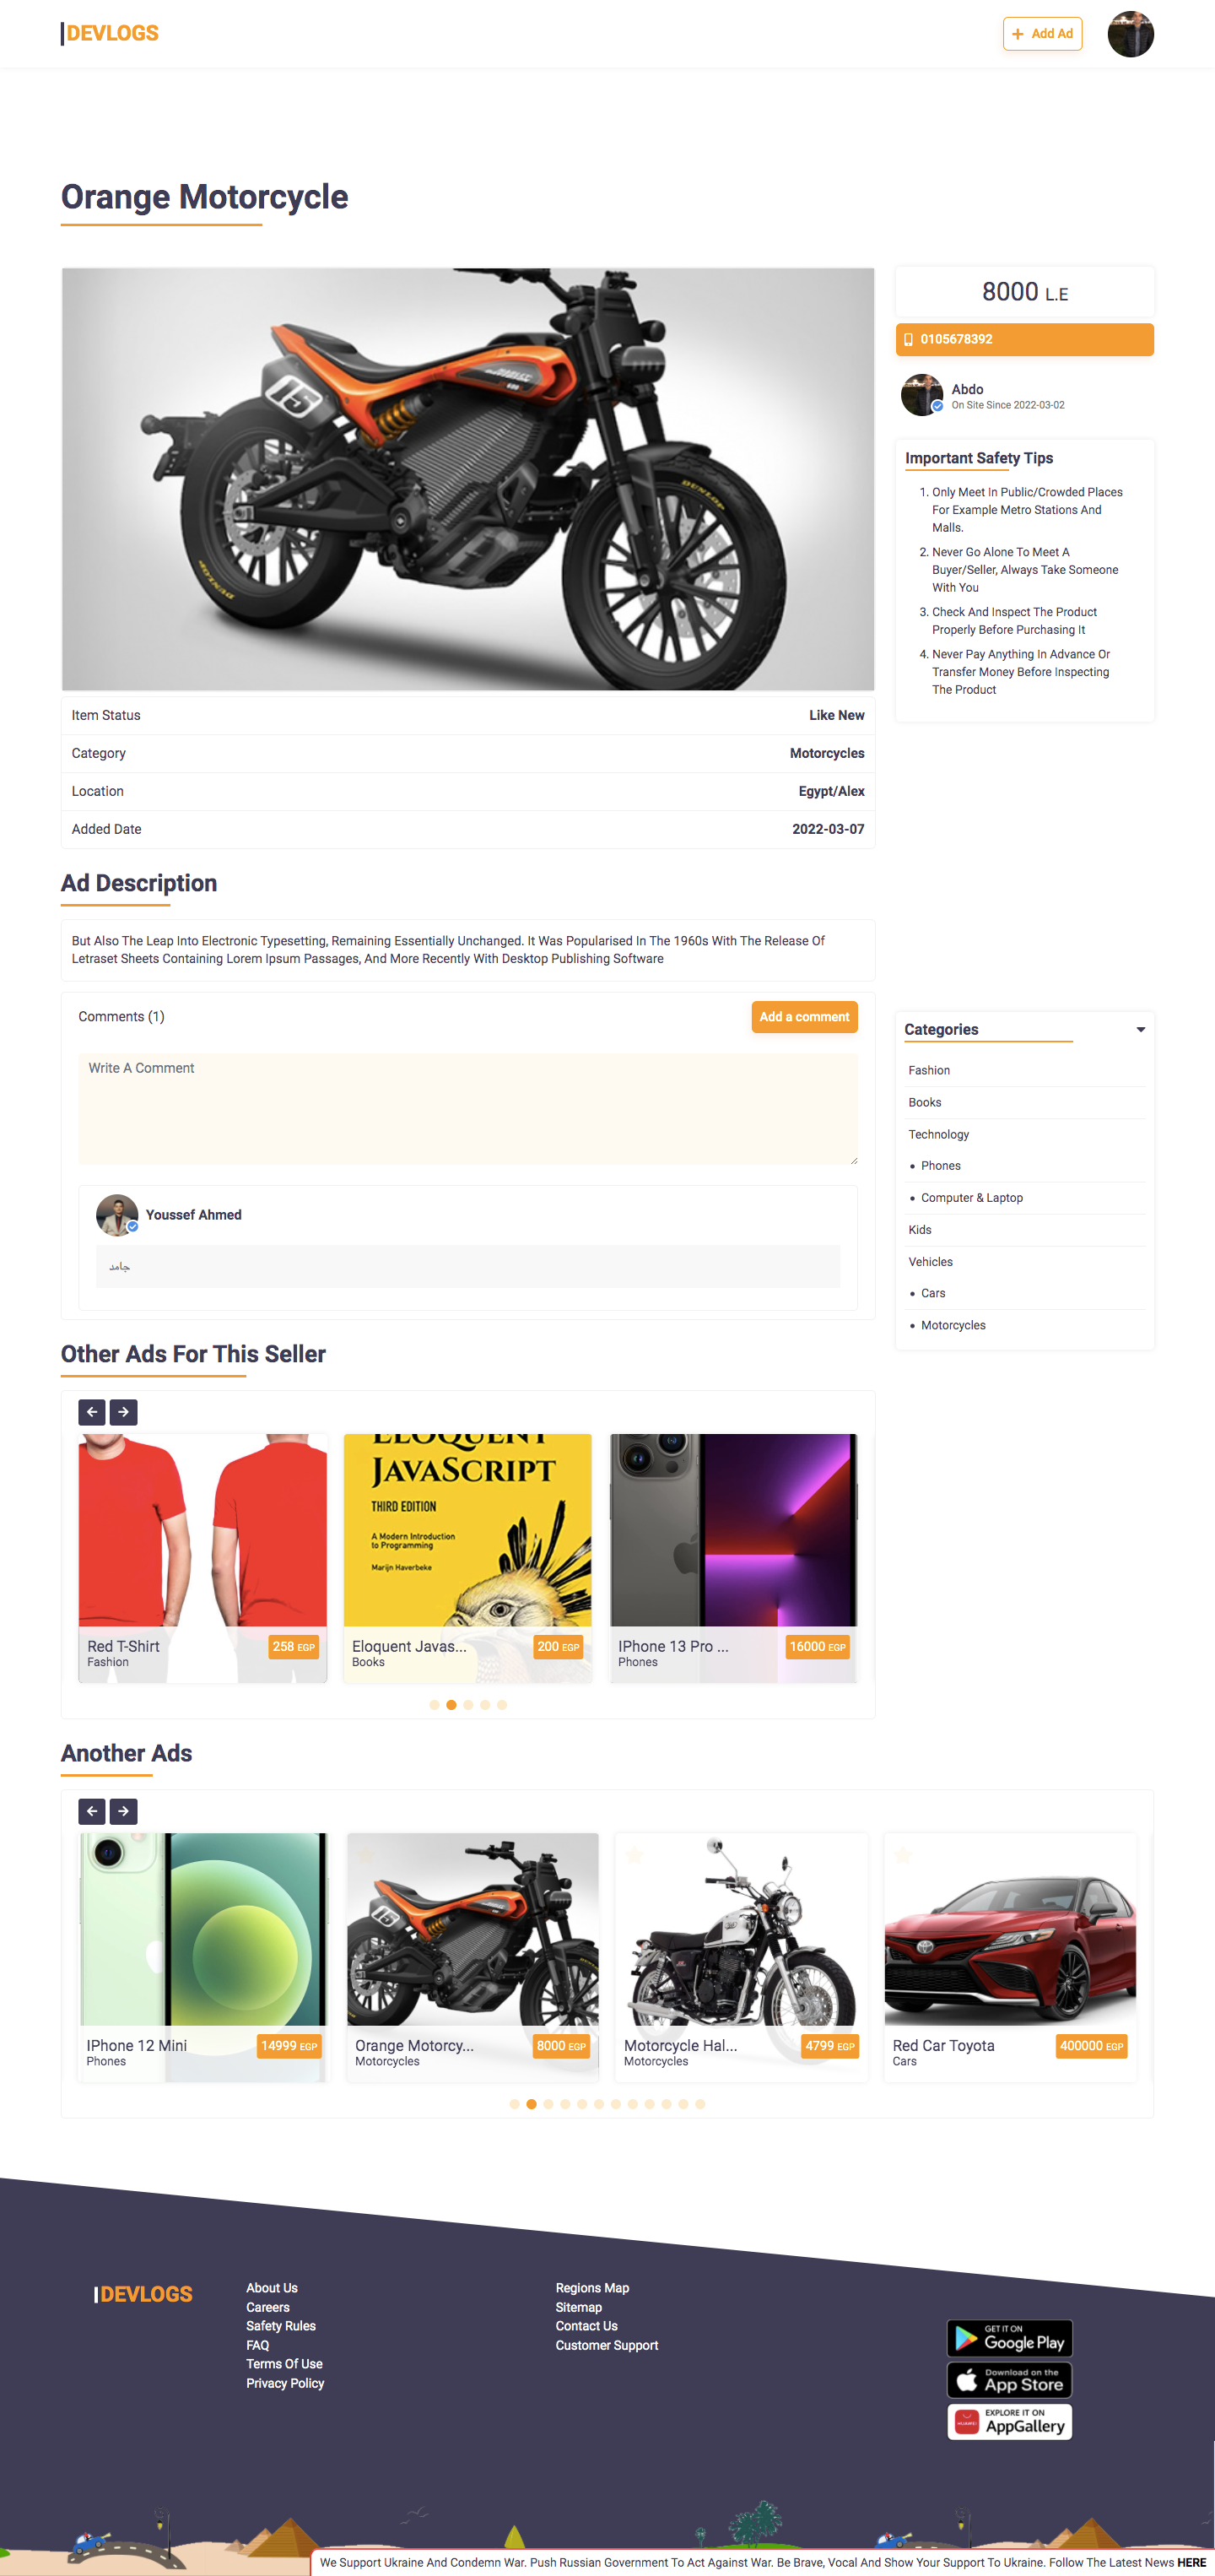 DEVLOGS
Add Ad
Orange Motorcycle
DUNLOP
DUNLOP
8000 L.E
0105678392
Abdo
On Site Since 2022-03-02
Important Safety Tips
1. Only Meet In Public/Crowded Places
For Example Metro Stations And
Malls.
2. Never Go Alone To Meet A
Buyer/Seller, Always Take Someone
With You
3. Check And Inspect The Product
Properly Before Purchasing It
4. Never Pay Anything In Advance Or
Transfer Money Before Inspecting
The Product
Item Status Like New
Category Motorcycles
Location Egypt/Alex
Added Date 2022-03-07
Ad Description
But Also The Leap Into Electronic Typesetting, Remaining Essentially Unchanged. It Was Popularised In The 1960s With The Release Of
Letraset Sheets Containing Lorem Ipsum Passages, And More Recently With Desktop Publishing Software
Comments (1) Add a comment
Write A Comment
Youssef Ahmed
جامد
Categories
Fashion
Books
Technology
• Phones
• Computer & Laptop
Kids
Vehicles
• Cars
• Motorcycles
Other Ads For This Seller
ELOQUENT
JAVASCRIPT
THIRD EDITION
A Modern Introduction
to Programming
Marijn Haverbeke
Red T-Shirt 258 EGP
Fashion
Eloquent Javas... 200 EGP
Books
IPhone 13 Pro ... 16000 EGP
Phones
Another Ads
IPhone 12 Mini 14999 EGP
Phones
Orange Motorcy... 8000 EGP
Motorcycles
Motorcycle Hal... 4799 EGP
Motorcycles
Red Car Toyota 400000 EGP
Cars
DEVLOGS
About Us
Careers
Safety Rules
FAQ
Terms Of Use
Privacy Policy
Regions Map
Sitemap
Contact Us
Customer Support
GET IT ON
Google Play
Download on the
App Store
EXPLORE IT ON
AppGallery
We Support Ukraine And Condemn War. Push Russian Government To Act Against War. Be Brave, Vocal And Show Your Support To Ukraine. Follow The Latest News HERE